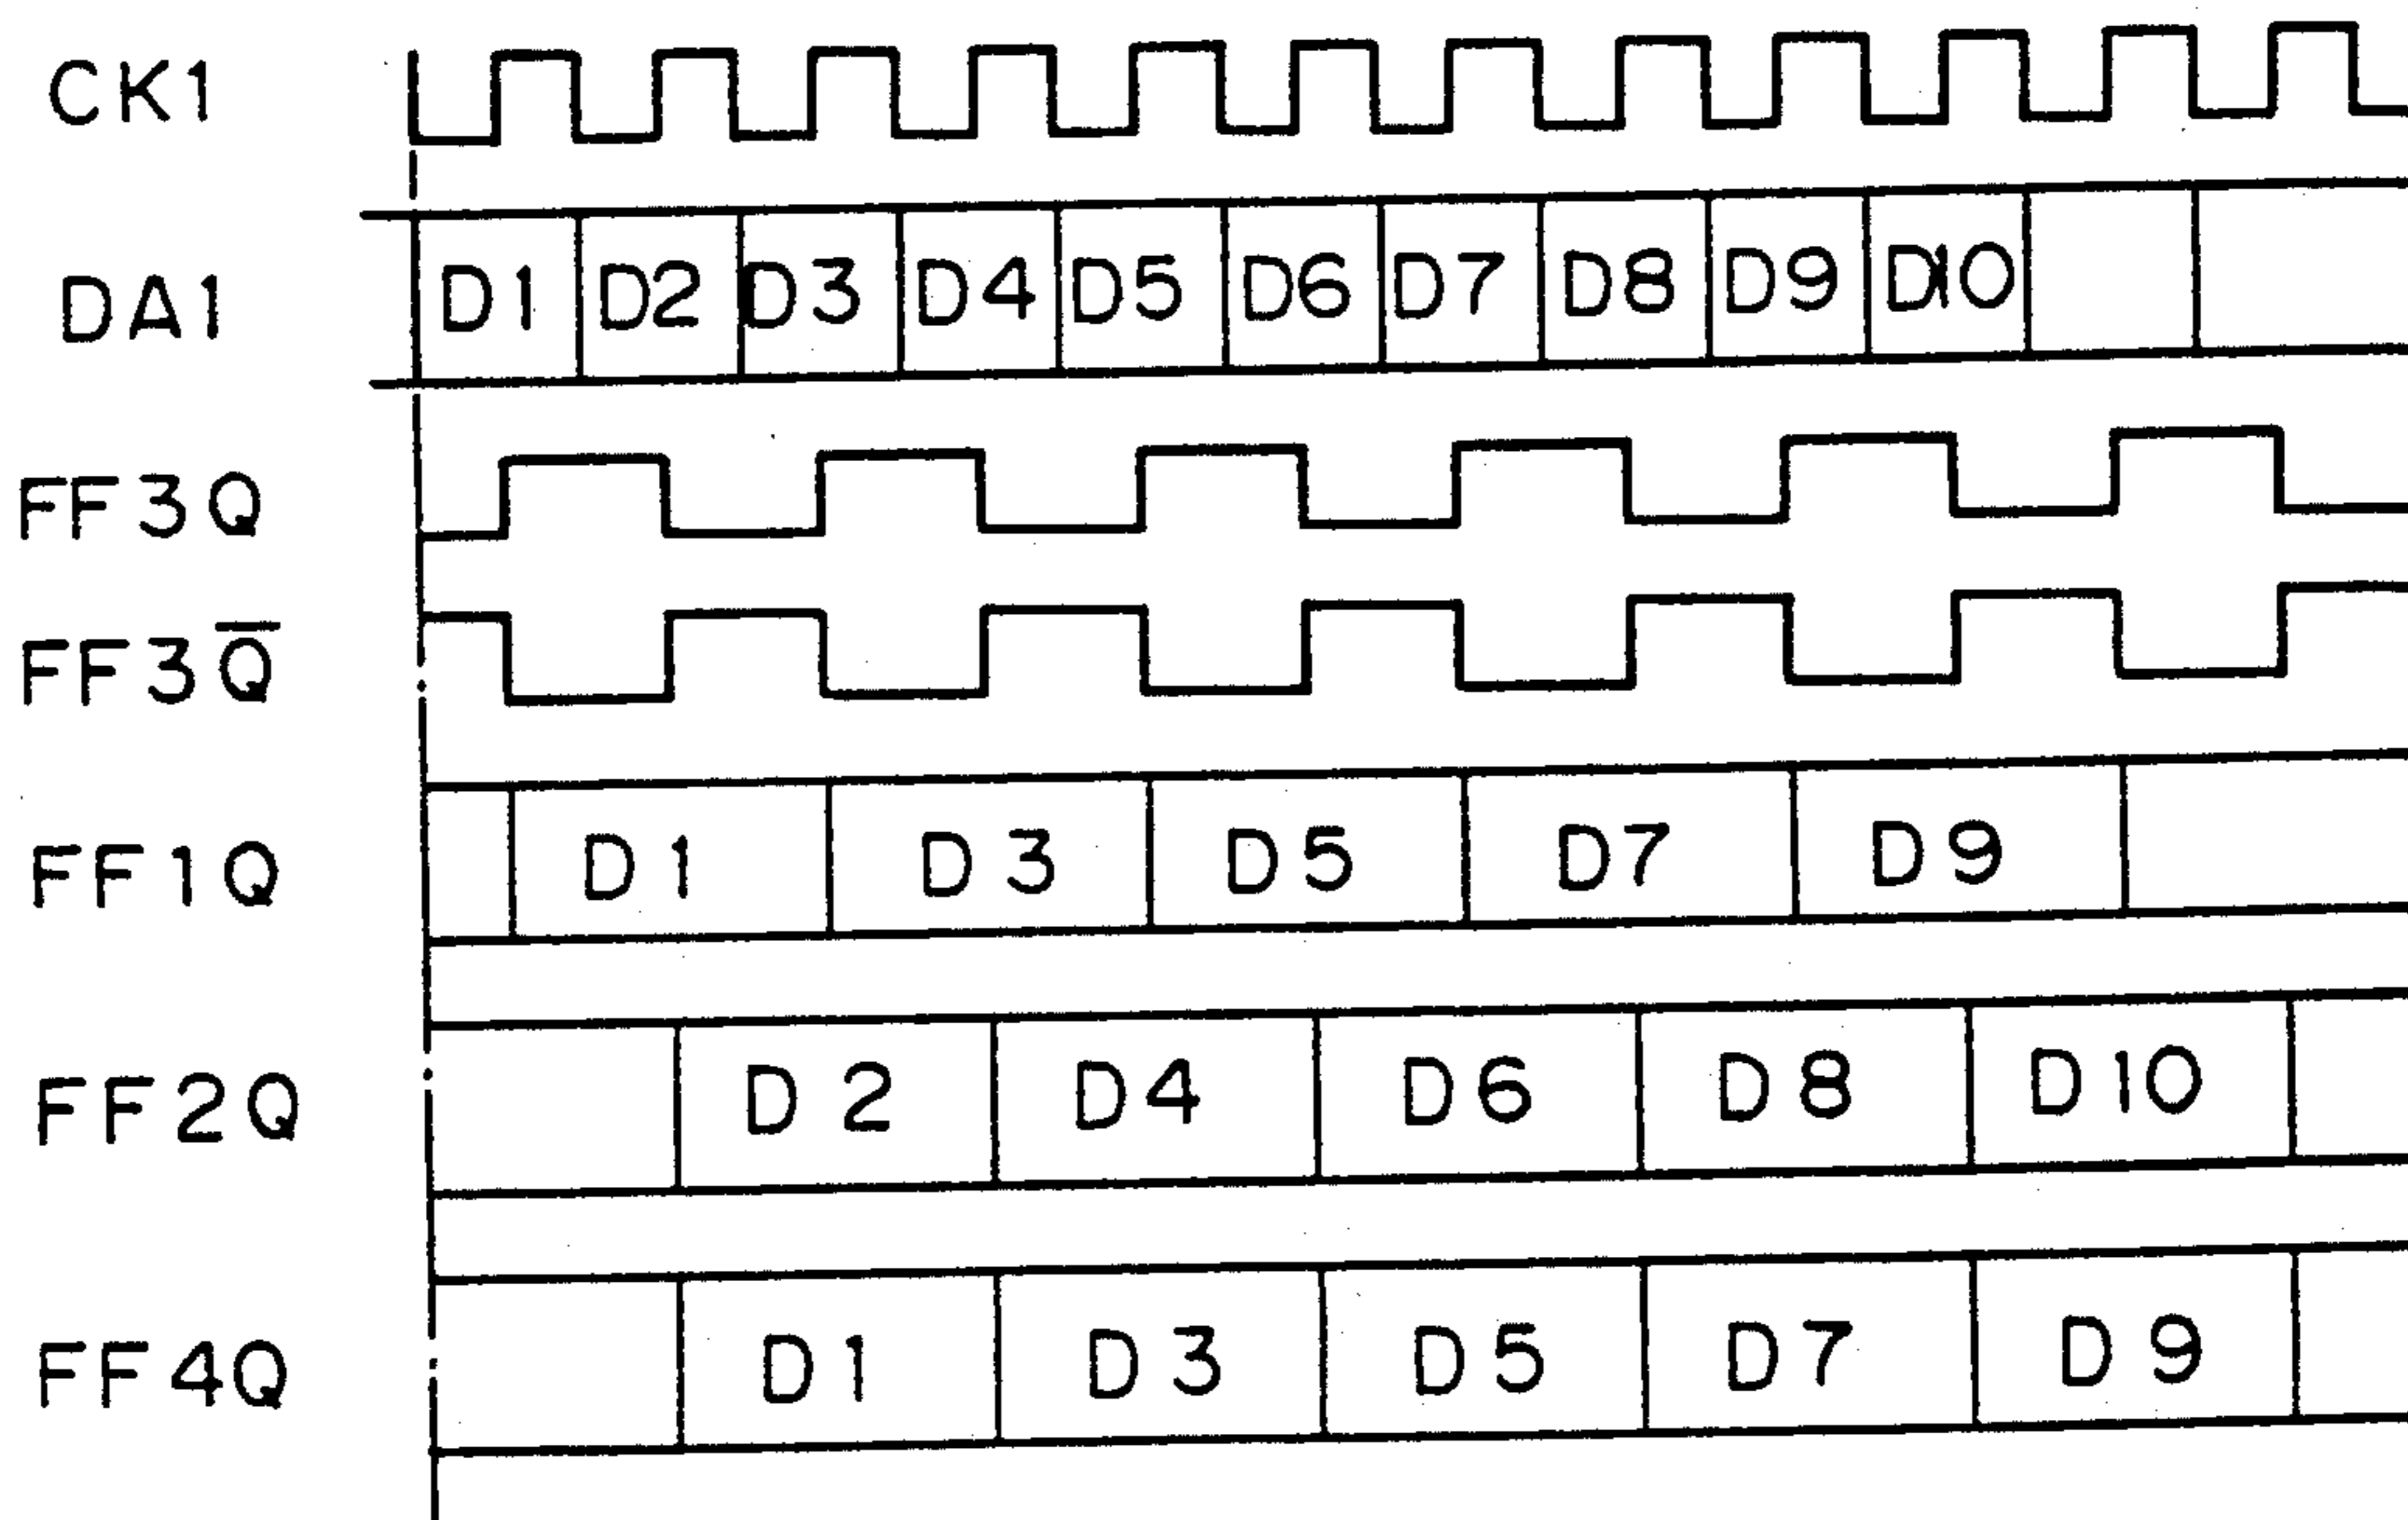 CK1
DA1 D1 D2 D3 D4 D5 D6 D7 D8 D9 D10
FF3Q
FF3Q̅
FF1Q D1 D3 D5 D7 D9
FF2Q D2 D4 D6 D8 D10
FF4Q D1 D3 D5 D7 D9